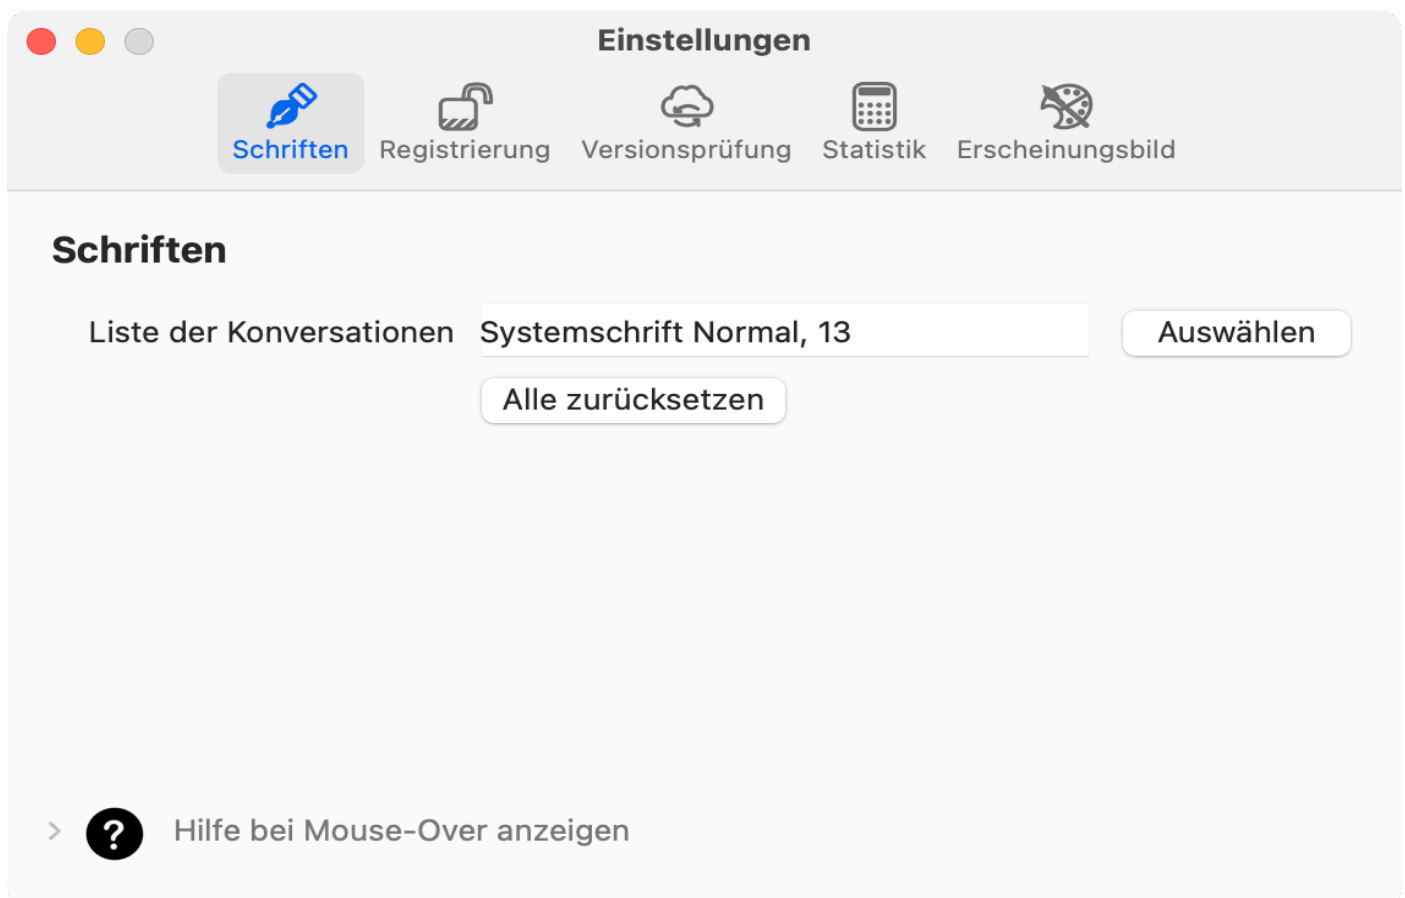 Einstellungen
Schriften Registrierung Versionsprüfung Statistik Erscheinungsbild
Schriften
Liste der Konversationen Systemschrift Normal, 13 Auswählen
Alle zurücksetzen
? Hilfe bei Mouse-Over anzeigen